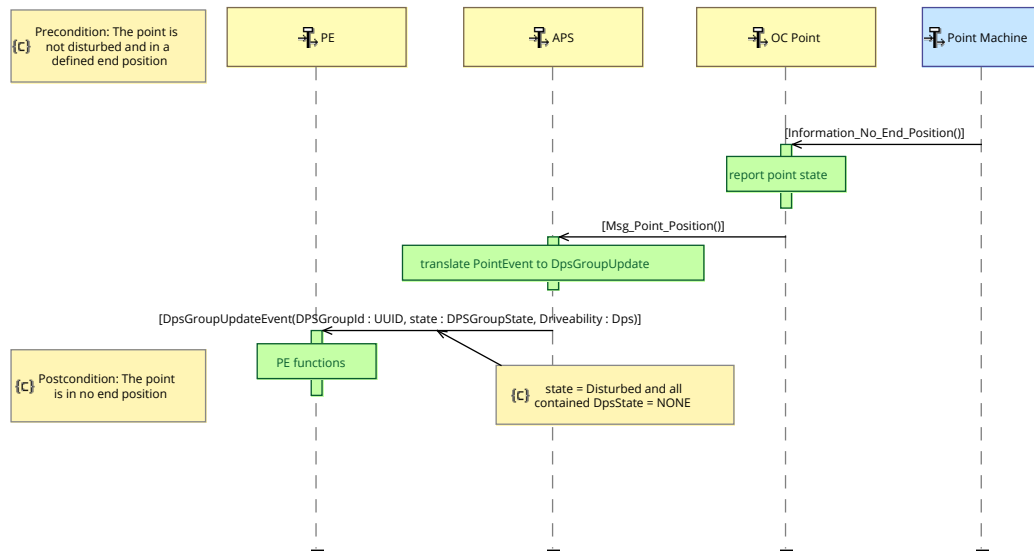 Precondition: The point is
not disturbed and in a
defined end position
PE
APS
OC Point
Point Machine
[Information_No_End_Position()]
report point state
[Msg_Point_Position()]
translate PointEvent to DpsGroupUpdate
[DpsGroupUpdateEvent(DPSGroupId : UUID, state : DPSGroupState, Driveability : Dps)]
PE functions
Postcondition: The point
is in no end position
state = Disturbed and all
contained DpsState = NONE